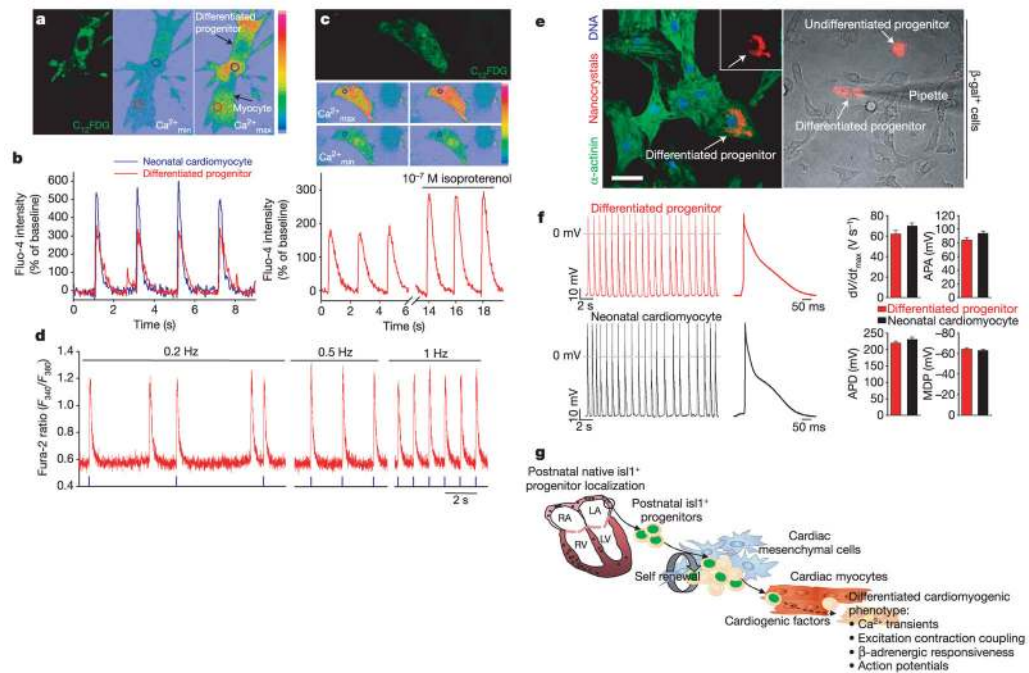 a
Differentiated
progenitor
Myocyte
C12FDG
Ca2+min
Ca2+max
b
Neonatal cardiomyocyte
Differentiated progenitor
Fluo-4 intensity
(% of baseline)
600
500
400
300
200
100
0
0 2 4 6 8
Time (s)
c
C12FDG
Ca2+max
Ca2+min
10⁻⁷ M isoproterenol
Fluo-4 intensity
(% of baseline)
300
200
100
0
0 2 4 6 14 16 18
Time (s)
d
0.2 Hz 0.5 Hz 1 Hz
Fura-2 ratio (F340/F380)
1.4
1.2
1.0
0.8
0.6
0.4
2 s
e
α-actinin Nanocrystals DNA
Differentiated progenitor
Undifferentiated progenitor
Pipette
Differentiated progenitor
β-gal⁺ cells
f
Differentiated progenitor
0 mV
10 mV
2 s
50 ms
Neonatal cardiomyocyte
0 mV
10 mV
2 s
50 ms
dV/dtmax (V s⁻¹)
80
60
40
20
0
APA (mV)
120
100
80
60
40
20
0
Differentiated progenitor
Neonatal cardiomyocyte
APD (mV)
250
200
150
100
50
0
MDP (mV)
−80
−60
−40
−20
0
g
Postnatal native isl1⁺
progenitor localization
RA
LA
RV
LV
Postnatal isl1⁺
progenitors
Cardiac
mesenchymal cells
Self renewal
Cardiac myocytes
Cardiogenic factors
Differentiated cardiomyogenic
phenotype:
• Ca²⁺ transients
• Excitation contraction coupling
• β-adrenergic responsiveness
• Action potentials